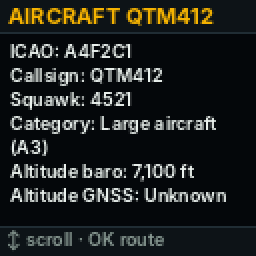 AIRCRAFT QTM412
ICAO: A4F2C1
Callsign: QTM412
Squawk: 4521
Category: Large aircraft
(A3)
Altitude baro: 7,100 ft
Altitude GNSS: Unknown
↕ scroll · OK route